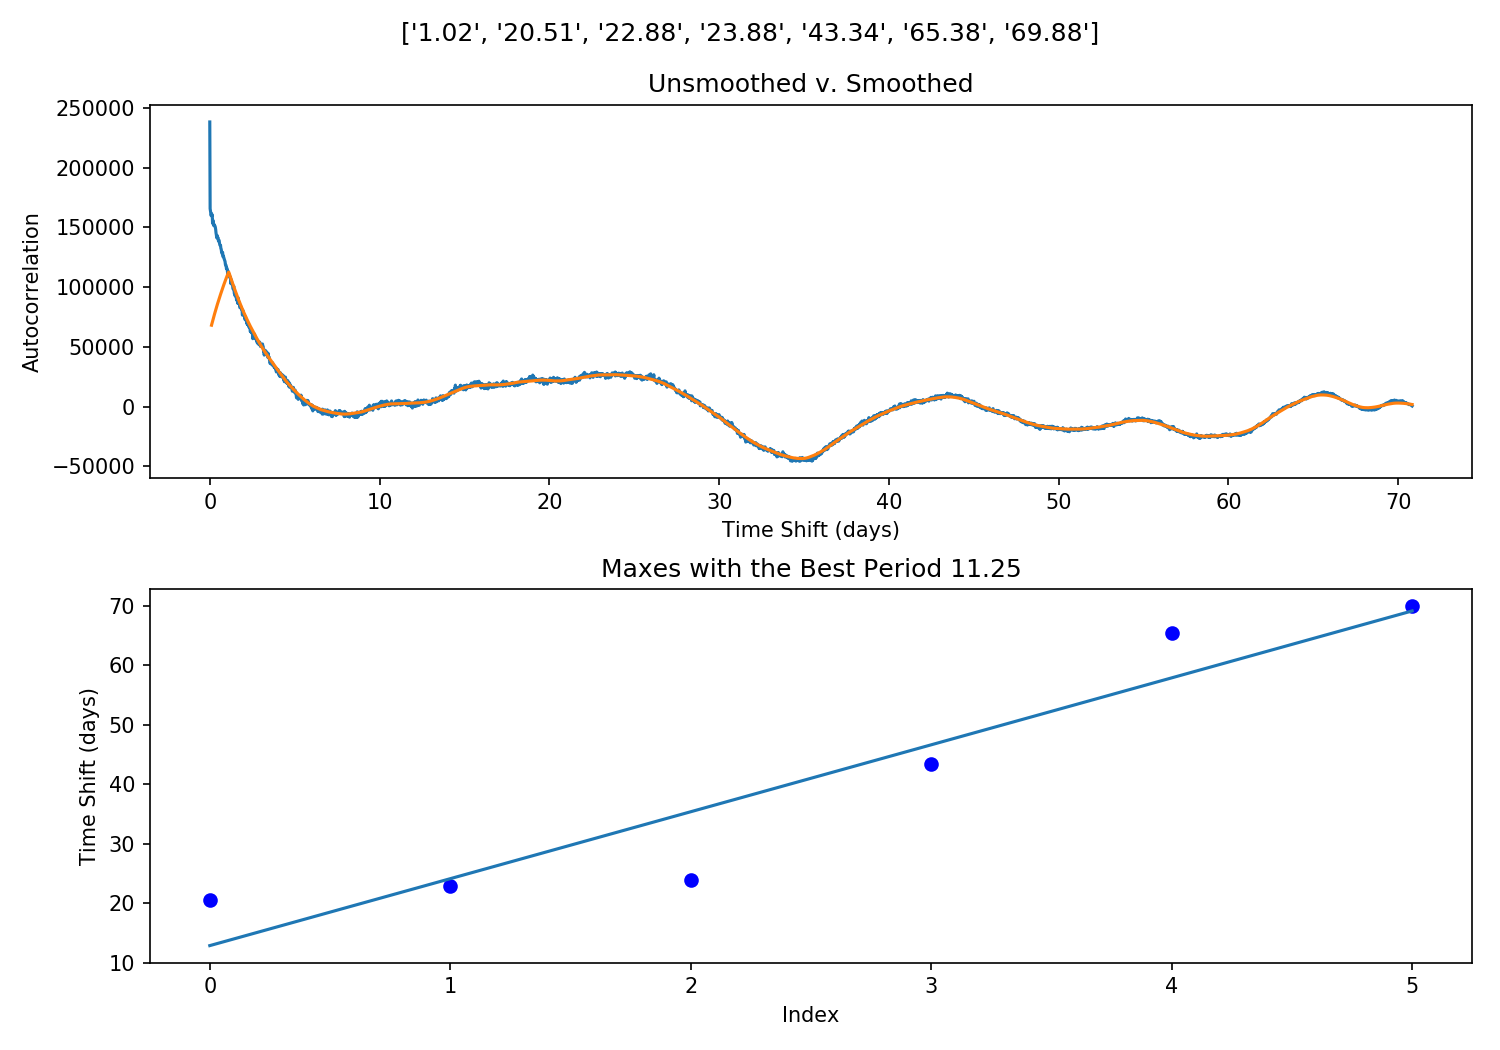 ['1.02', '20.51', '22.88', '23.88', '43.34', '65.38', '69.88']
Unsmoothed v. Smoothed
250000
200000
150000
100000
50000
0
−50000
Autocorrelation
0 10 20 30 40 50 60 70
Time Shift (days)
Maxes with the Best Period 11.25
70
60
50
40
30
20
10
Time Shift (days)
0 1 2 3 4 5
Index